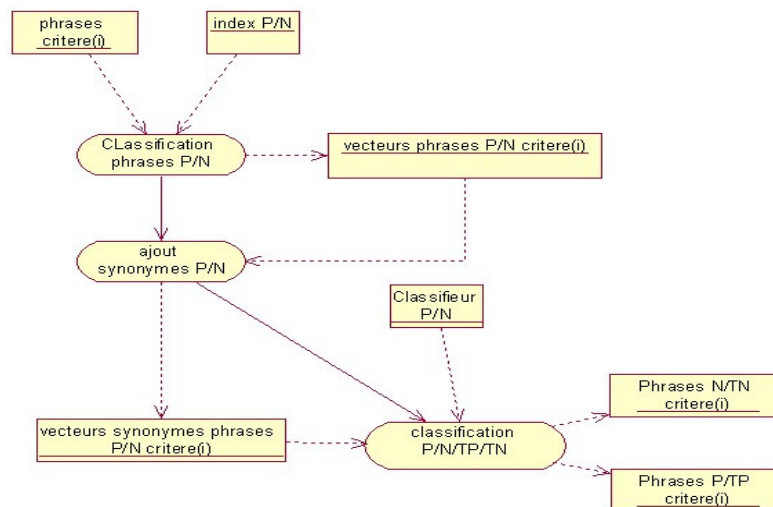 phrases
critere(i)
index P/N
CLassification
phrases P/N
vecteurs phrases P/N critere(i)
ajout
synonymes P/N
Classifieur
P/N
vecteurs synonymes phrases
P/N critere(i)
classification
P/N/TP/TN
Phrases N/TN
critere(i)
Phrases P/TP
critere(i)